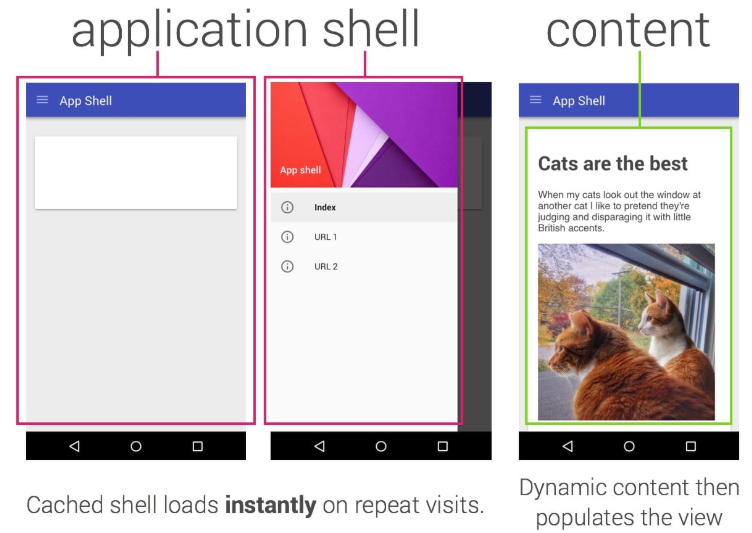 application shell
content
App Shell
App shell
Index
URL 1
URL 2
App Shell
Cats are the best
When my cats look out the window at
another cat I like to pretend they're
judging and disparaging it with little
British accents.
Cached shell loads instantly on repeat visits.
Dynamic content then
populates the view